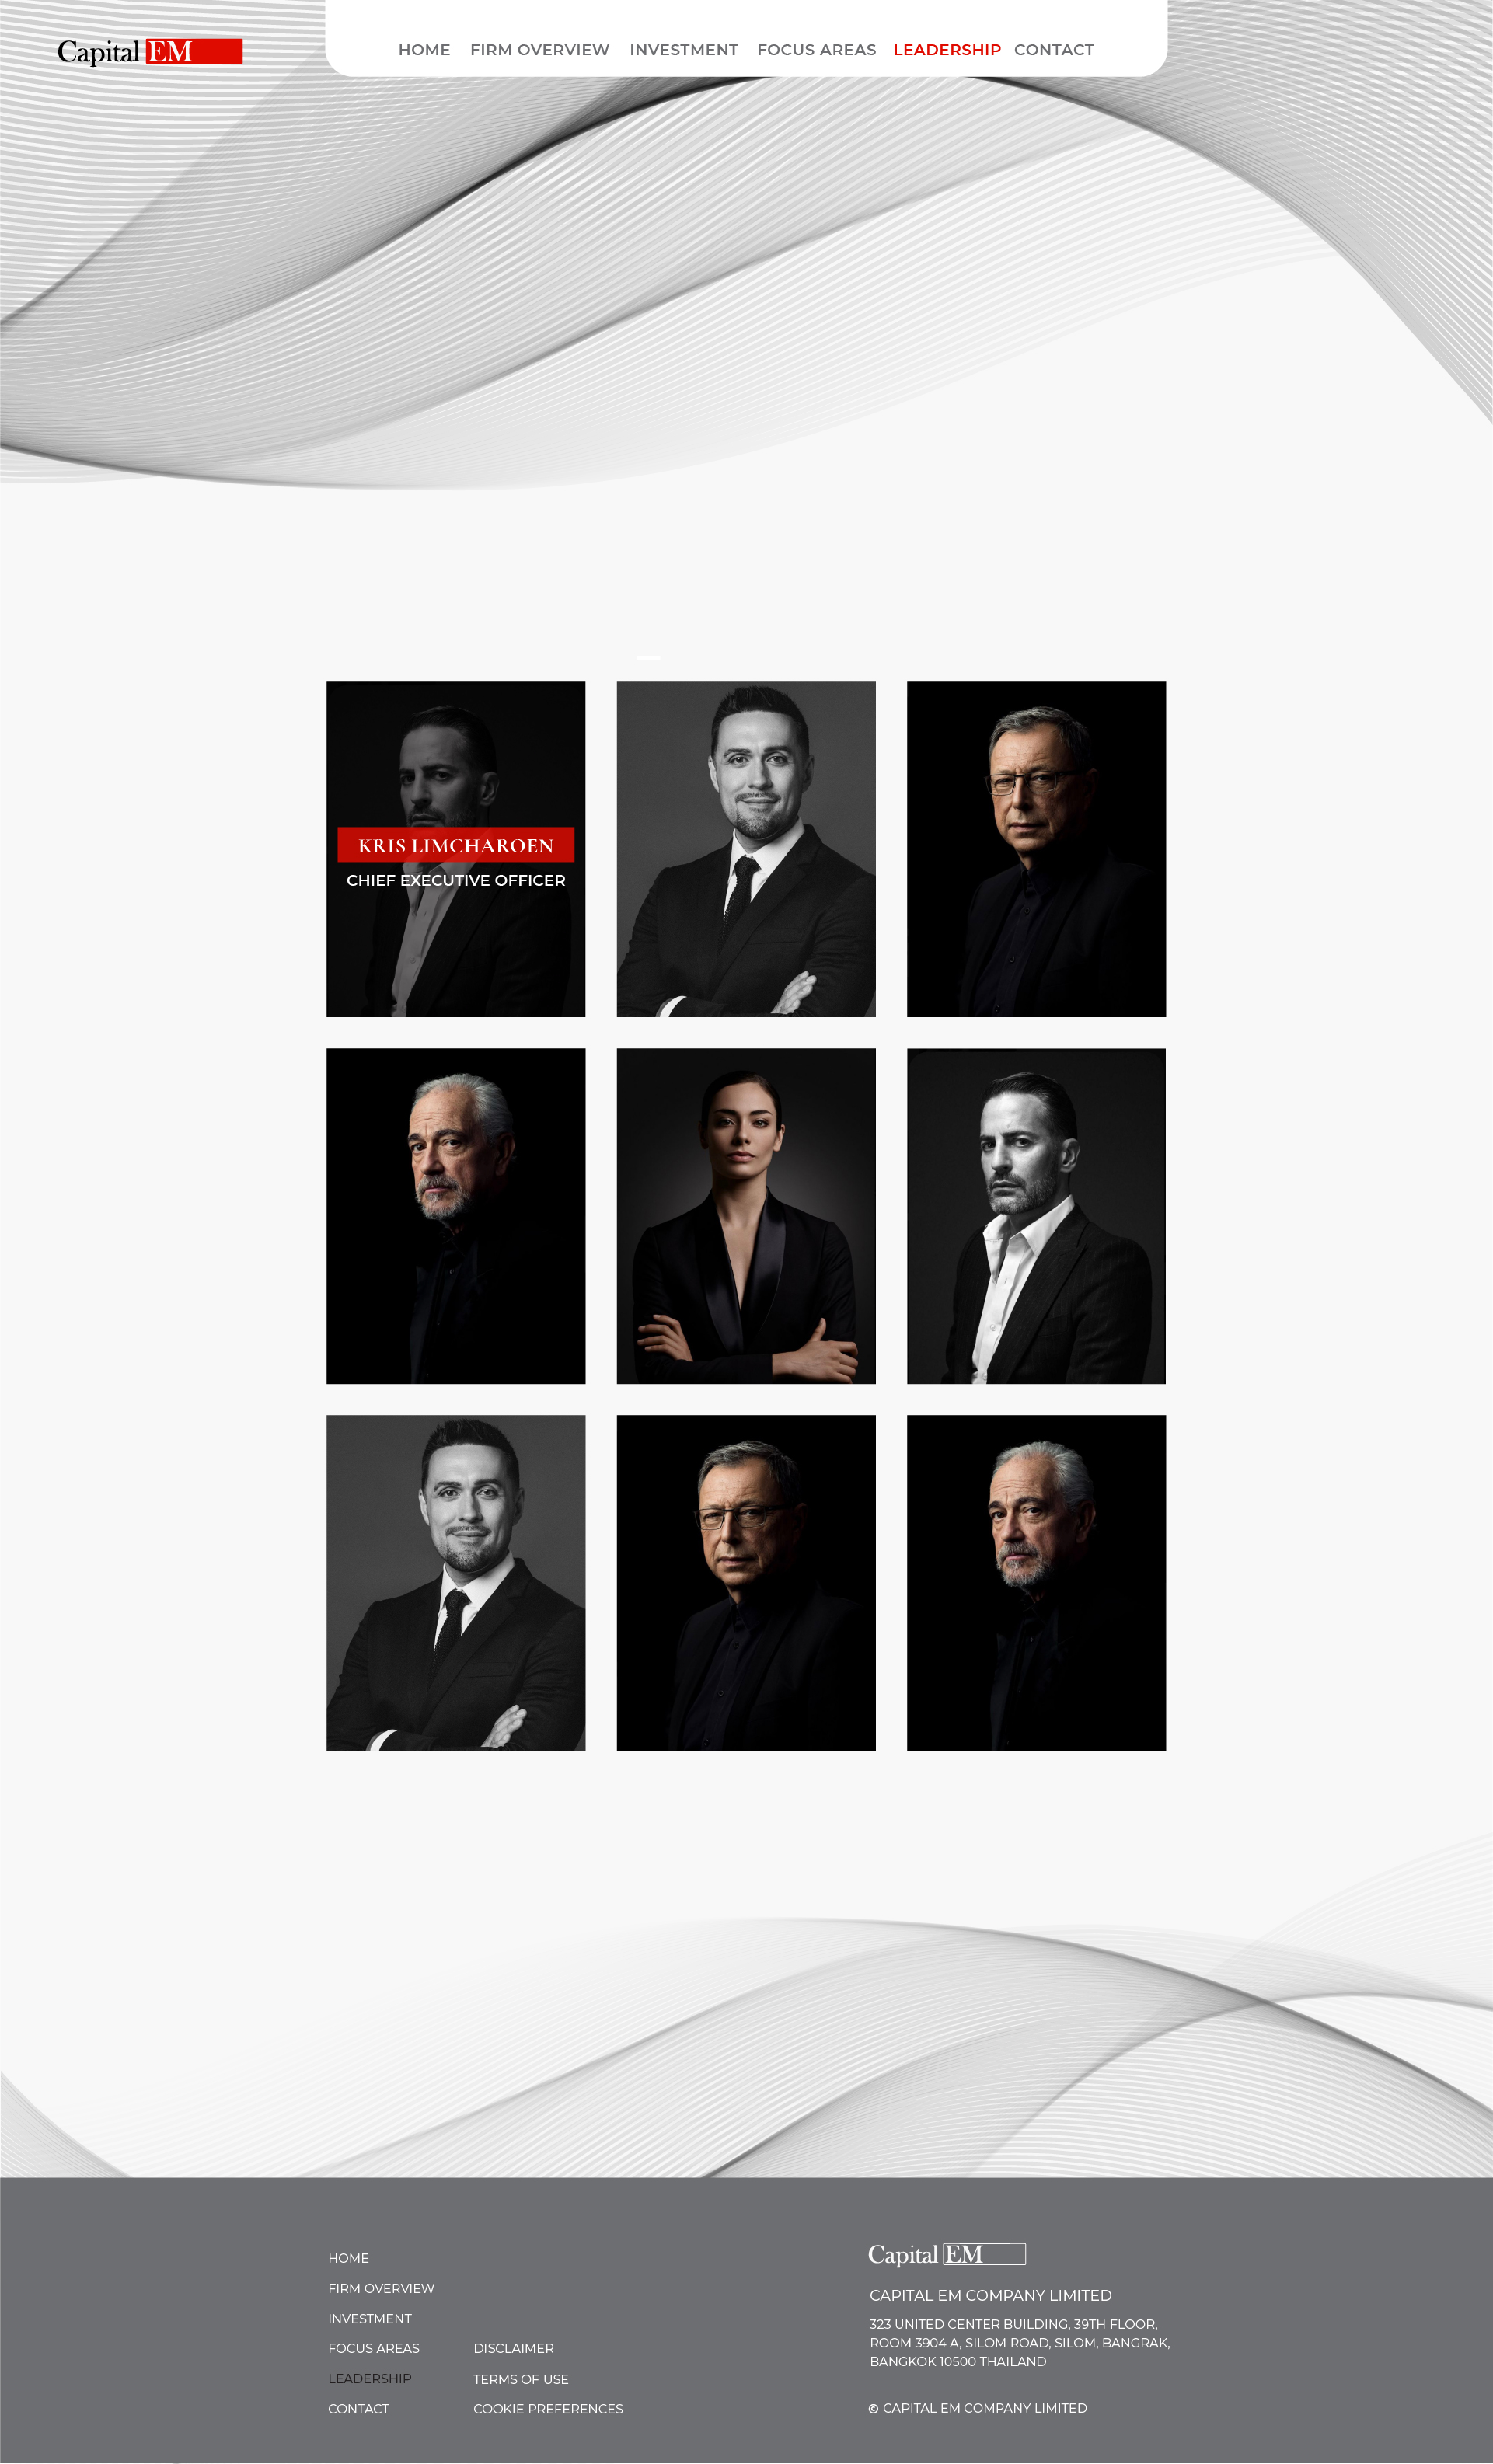 Capital EM
HOME FIRM OVERVIEW INVESTMENT FOCUS AREAS LEADERSHIP CONTACT
KRIS LIMCHAROEN
CHIEF EXECUTIVE OFFICER
HOME
FIRM OVERVIEW
INVESTMENT
FOCUS AREAS
LEADERSHIP
CONTACT
DISCLAIMER
TERMS OF USE
COOKIE PREFERENCES
Capital EM
CAPITAL EM COMPANY LIMITED
323 UNITED CENTER BUILDING, 39TH FLOOR,
ROOM 3904 A, SILOM ROAD, SILOM, BANGRAK,
BANGKOK 10500 THAILAND
© CAPITAL EM COMPANY LIMITED